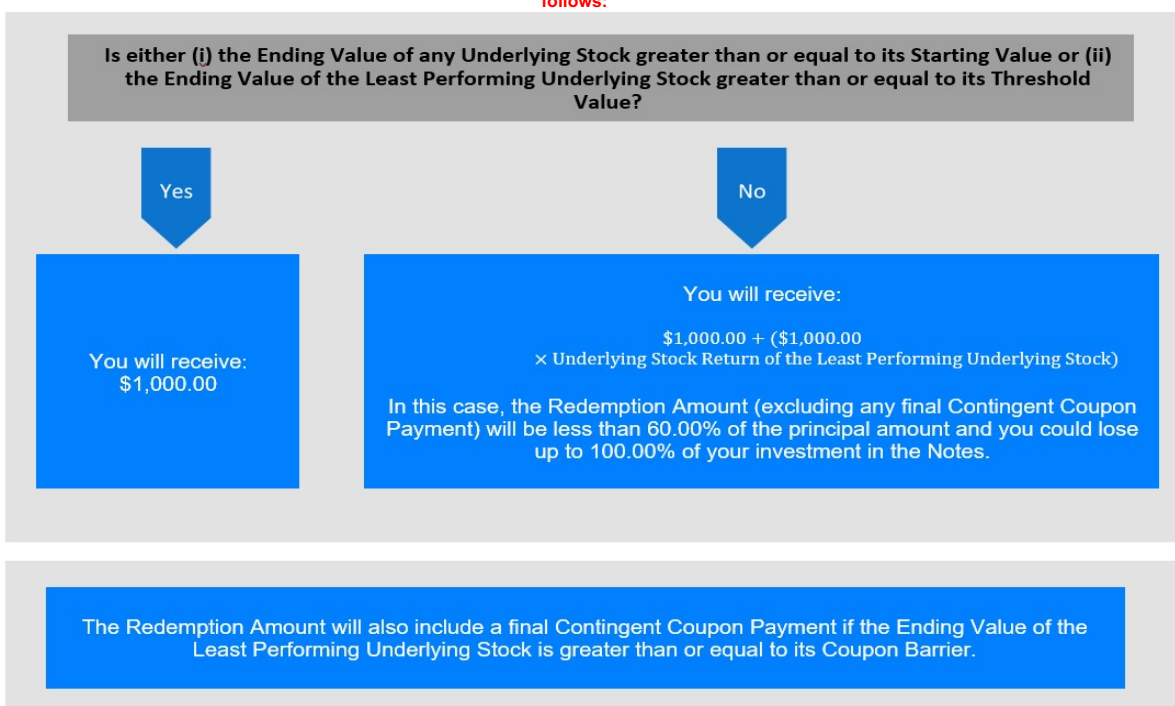 follows:
Is either (i) the Ending Value of any Underlying Stock greater than or equal to its Starting Value or (ii)
the Ending Value of the Least Performing Underlying Stock greater than or equal to its Threshold
Value?
Yes
No
You will receive:
$1,000.00
You will receive:
$1,000.00 + ($1,000.00
× Underlying Stock Return of the Least Performing Underlying Stock)
In this case, the Redemption Amount (excluding any final Contingent Coupon
Payment) will be less than 60.00% of the principal amount and you could lose
up to 100.00% of your investment in the Notes.
The Redemption Amount will also include a final Contingent Coupon Payment if the Ending Value of the
Least Performing Underlying Stock is greater than or equal to its Coupon Barrier.